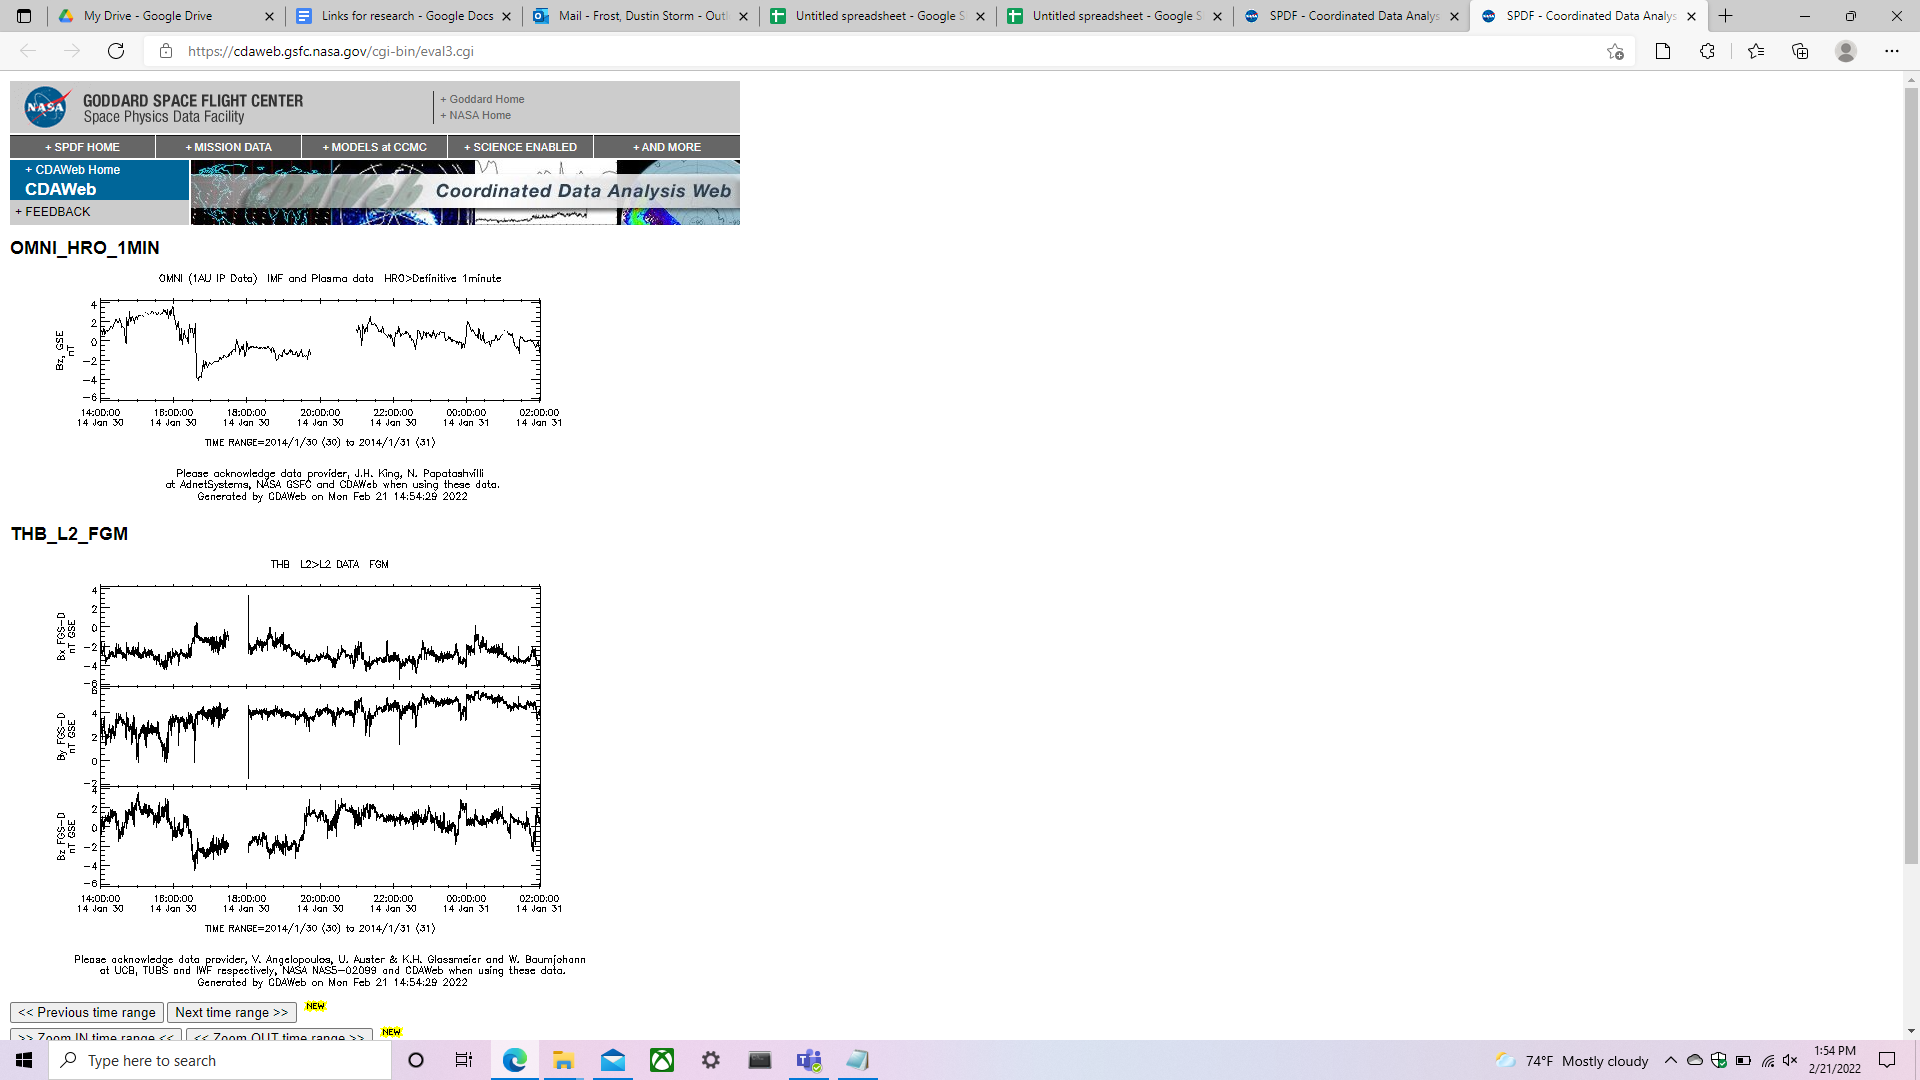 My Drive - Google Drive
Links for research - Google Docs
Mail - Frost, Dustin Storm - Outl
Untitled spreadsheet - Google S
Untitled spreadsheet - Google S
SPDF - Coordinated Data Analys
SPDF - Coordinated Data Analys
https://cdaweb.gsfc.nasa.gov/cgi-bin/eval3.cgi
NASA
GODDARD SPACE FLIGHT CENTER
Space Physics Data Facility
+ Goddard Home
+ NASA Home
+ SPDF HOME
+ MISSION DATA
+ MODELS at CCMC
+ SCIENCE ENABLED
+ AND MORE
+ CDAWeb Home
CDAWeb
+ FEEDBACK
Coordinated Data Analysis Web
OMNI_HRO_1MIN
OMNI (1AU IP Data) IMF and Plasma data HRO>Definitive 1minute
4
2
0
-2
-4
-6
Bz, GSE
nT
14:00:00 16:00:00 18:00:00 20:00:00 22:00:00 00:00:00 02:00:00
14 Jan 30 14 Jan 30 14 Jan 30 14 Jan 30 14 Jan 30 14 Jan 31 14 Jan 31
TIME RANGE=2014/1/30 (30) to 2014/1/31 (31)
Please acknowledge data provider, J.H. King, N. Papatashvilli
at AdnetSystems, NASA GSFC and CDAWeb when using these data.
Generated by CDAWeb on Mon Feb 21 14:54:29 2022
THB_L2_FGM
THB L2>L2 DATA FGM
4
2
0
-2
-4
-6
Bx FGS-D
nT GSE
6
4
2
0
-2
By FGS-D
nT GSE
4
2
0
-2
-4
-6
Bz FGS-D
nT GSE
14:00:00 16:00:00 18:00:00 20:00:00 22:00:00 00:00:00 02:00:00
14 Jan 30 14 Jan 30 14 Jan 30 14 Jan 30 14 Jan 30 14 Jan 31 14 Jan 31
TIME RANGE=2014/1/30 (30) to 2014/1/31 (31)
Please acknowledge data provider, V. Angelopoulos, U. Auster & K.H. Glassmeier and W. Baumjohann
at UCB, TUBS and IWF respectively, NASA NAS5-02099 and CDAWeb when using these data.
Generated by CDAWeb on Mon Feb 21 14:54:29 2022
<< Previous time range
Next time range >>
NEW
>> Zoom IN time range <<
<< Zoom OUT time range >>
NEW
Type here to search
74°F Mostly cloudy
1:54 PM
2/21/2022